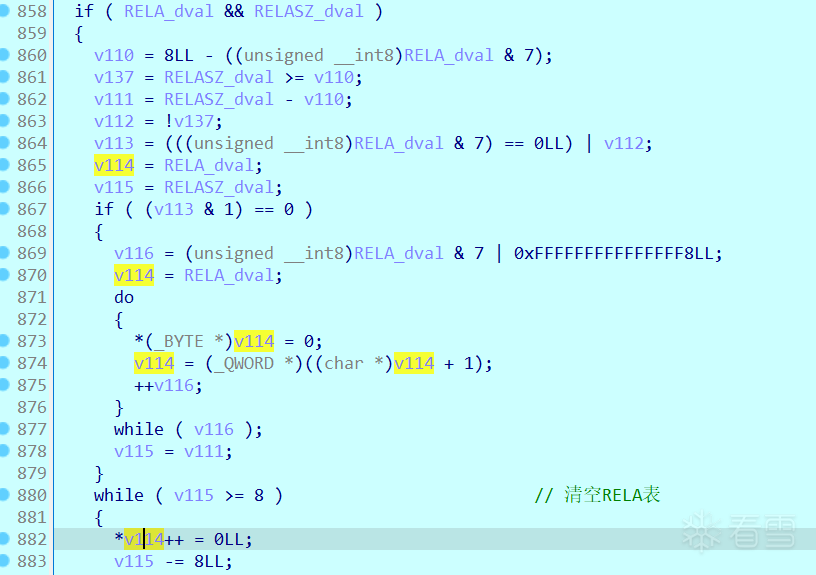 858 if ( RELA_dval && RELASZ_dval )
859 {
860 v110 = 8LL - ((unsigned __int8)RELA_dval & 7);
861 v137 = RELASZ_dval >= v110;
862 v111 = RELASZ_dval - v110;
863 v112 = !v137;
864 v113 = (((unsigned __int8)RELA_dval & 7) == 0LL) | v112;
865 v114 = RELA_dval;
866 v115 = RELASZ_dval;
867 if ( (v113 & 1) == 0 )
868 {
869 v116 = (unsigned __int8)RELA_dval & 7 | 0xFFFFFFFFFFFFFFF8LL;
870 v114 = RELA_dval;
871 do
872 {
873 *(_BYTE *)v114 = 0;
874 v114 = (_QWORD *)((char *)v114 + 1);
875 ++v116;
876 }
877 while ( v116 );
878 v115 = v111;
879 }
880 while ( v115 >= 8 ) // 清空RELA表
881 {
882 *v114++ = 0LL;
883 v115 -= 8LL;
看雪